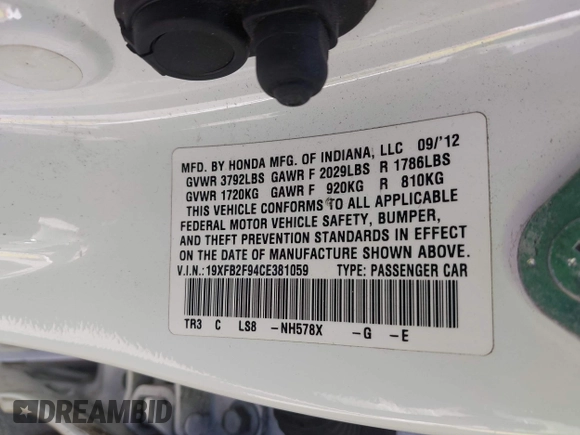 MFD. BY HONDA MFG. OF INDIANA, LLC 09/'12
GVWR 3792LBS GAWR F 2029LBS R 1786LBS
GVWR 1720KG GAWR F 920KG R 810KG
THIS VEHICLE CONFORMS TO ALL APPLICABLE
FEDERAL MOTOR VEHICLE SAFETY, BUMPER,
AND THEFT PREVENTION STANDARDS IN EFFECT
ON THE DATE OF MANUFACTURE SHOWN ABOVE.
V.I.N.:19XFB2F94CE381059 TYPE: PASSENGER CAR
TR3 C LS8 -NH578X -G -E
DREAMBID